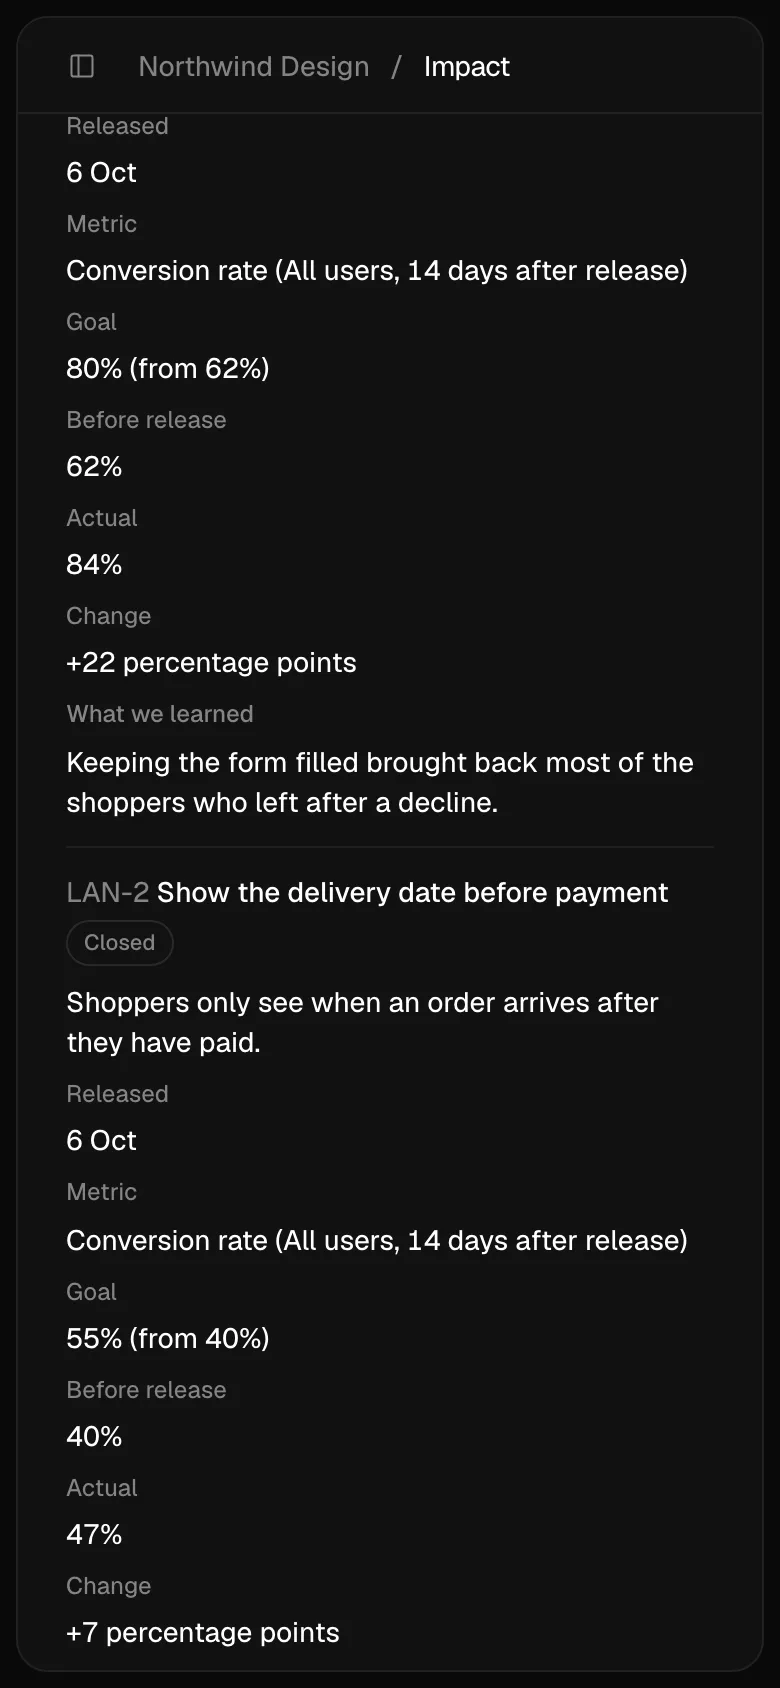 Northwind Design / Impact
Released
6 Oct
Metric
Conversion rate (All users, 14 days after release)
Goal
80% (from 62%)
Before release
62%
Actual
84%
Change
+22 percentage points
What we learned
Keeping the form filled brought back most of the
shoppers who left after a decline.
LAN-2 Show the delivery date before payment
Closed
Shoppers only see when an order arrives after
they have paid.
Released
6 Oct
Metric
Conversion rate (All users, 14 days after release)
Goal
55% (from 40%)
Before release
40%
Actual
47%
Change
+7 percentage points